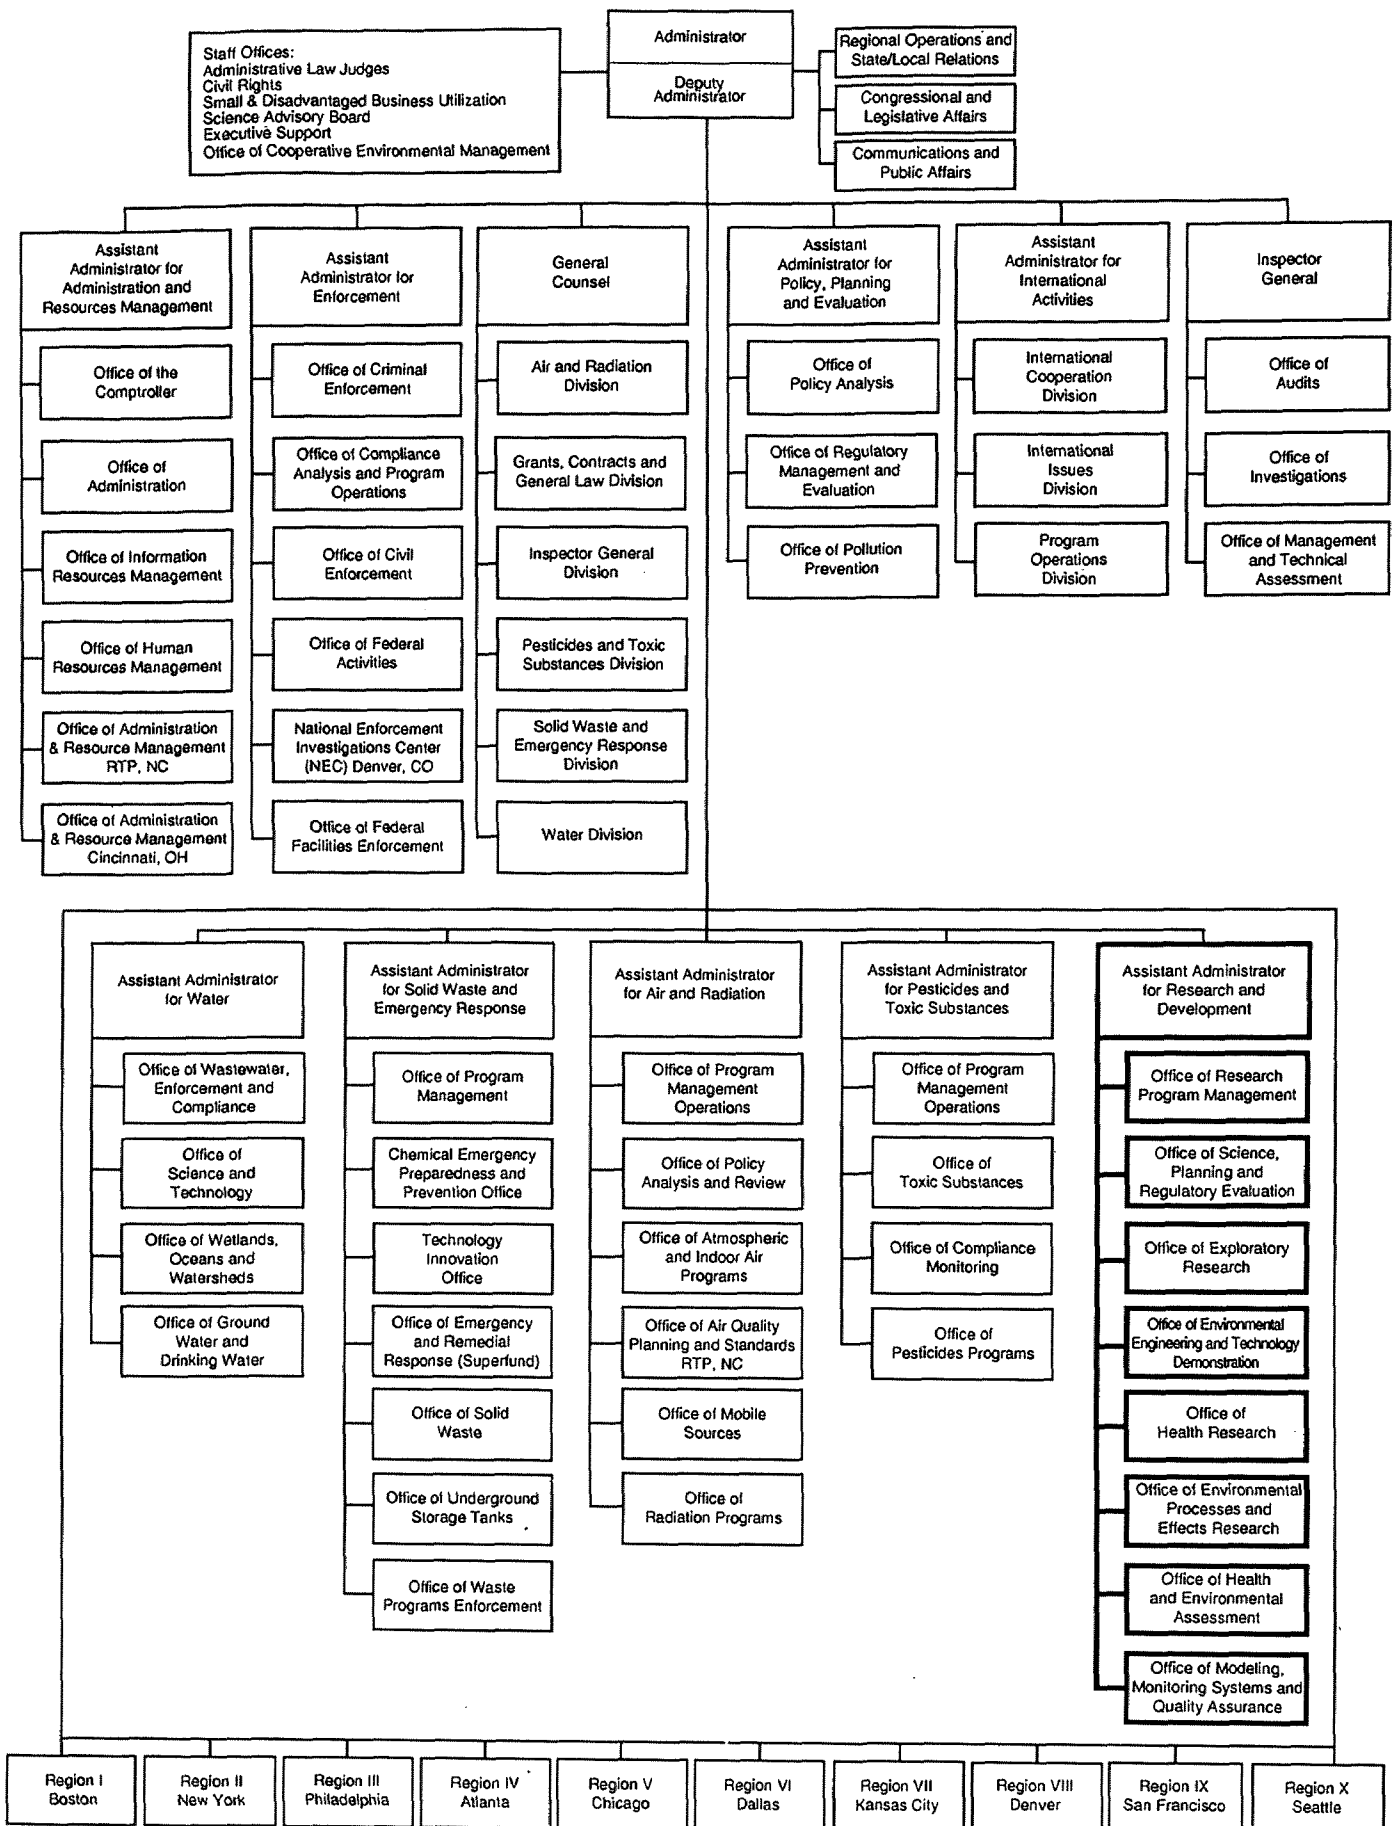 Staff Offices:
Administrative Law Judges
Civil Rights
Small & Disadvantaged Business Utilization
Science Advisory Board
Executive Support
Office of Cooperative Environmental Management
Administrator
Deputy
Administrator
Regional Operations and
State/Local Relations
Congressional and
Legislative Affairs
Communications and
Public Affairs
Assistant
Administrator for
Administration and
Resources Management
Office of the
Comptroller
Office of
Administration
Office of Information
Resources Management
Office of Human
Resources Management
Office of Administration
& Resource Management
RTP, NC
Office of Administration
& Resource Management
Cincinnati, OH
Assistant
Administrator for
Enforcement
Office of Criminal
Enforcement
Office of Compliance
Analysis and Program
Operations
Office of Civil
Enforcement
Office of Federal
Activities
National Enforcement
Investigations Center
(NEC) Denver, CO
Office of Federal
Facilities Enforcement
General
Counsel
Air and Radiation
Division
Grants, Contracts and
General Law Division
Inspector General
Division
Pesticides and Toxic
Substances Division
Solid Waste and
Emergency Response
Division
Water Division
Assistant
Administrator for
Policy, Planning
and Evaluation
Office of
Policy Analysis
Office of Regulatory
Management and
Evaluation
Office of Pollution
Prevention
Assistant
Administrator for
International
Activities
International
Cooperation
Division
International
Issues
Division
Program
Operations
Division
Inspector
General
Office of
Audits
Office of
Investigations
Office of Management
and Technical
Assessment
Assistant Administrator
for Water
Office of Wastewater,
Enforcement and
Compliance
Office of
Science and
Technology
Office of Wetlands,
Oceans and
Watersheds
Office of Ground
Water and
Drinking Water
Assistant Administrator
for Solid Waste and
Emergency Response
Office of Program
Management
Chemical Emergency
Preparedness and
Prevention Office
Technology
Innovation
Office
Office of Emergency
and Remedial
Response (Superfund)
Office of Solid
Waste
Office of Underground
Storage Tanks
Office of Waste
Programs Enforcement
Assistant Administrator
for Air and Radiation
Office of Program
Management
Operations
Office of Policy
Analysis and Review
Office of Atmospheric
and Indoor Air
Programs
Office of Air Quality
Planning and Standards
RTP, NC
Office of Mobile
Sources
Office of
Radiation Programs
Assistant Administrator
for Pesticides and
Toxic Substances
Office of Program
Management
Operations
Office of
Toxic Substances
Office of Compliance
Monitoring
Office of
Pesticides Programs
Assistant Administrator
for Research and
Development
Office of Research
Program Management
Office of Science,
Planning and
Regulatory Evaluation
Office of Exploratory
Research
Office of Environmental
Engineering and Technology
Demonstration
Office of
Health Research
Office of Environmental
Processes and
Effects Research
Office of Health
and Environmental
Assessment
Office of Modeling,
Monitoring Systems and
Quality Assurance
Region I
Boston
Region II
New York
Region III
Philadelphia
Region IV
Atlanta
Region V
Chicago
Region VI
Dallas
Region VII
Kansas City
Region VIII
Denver
Region IX
San Francisco
Region X
Seattle